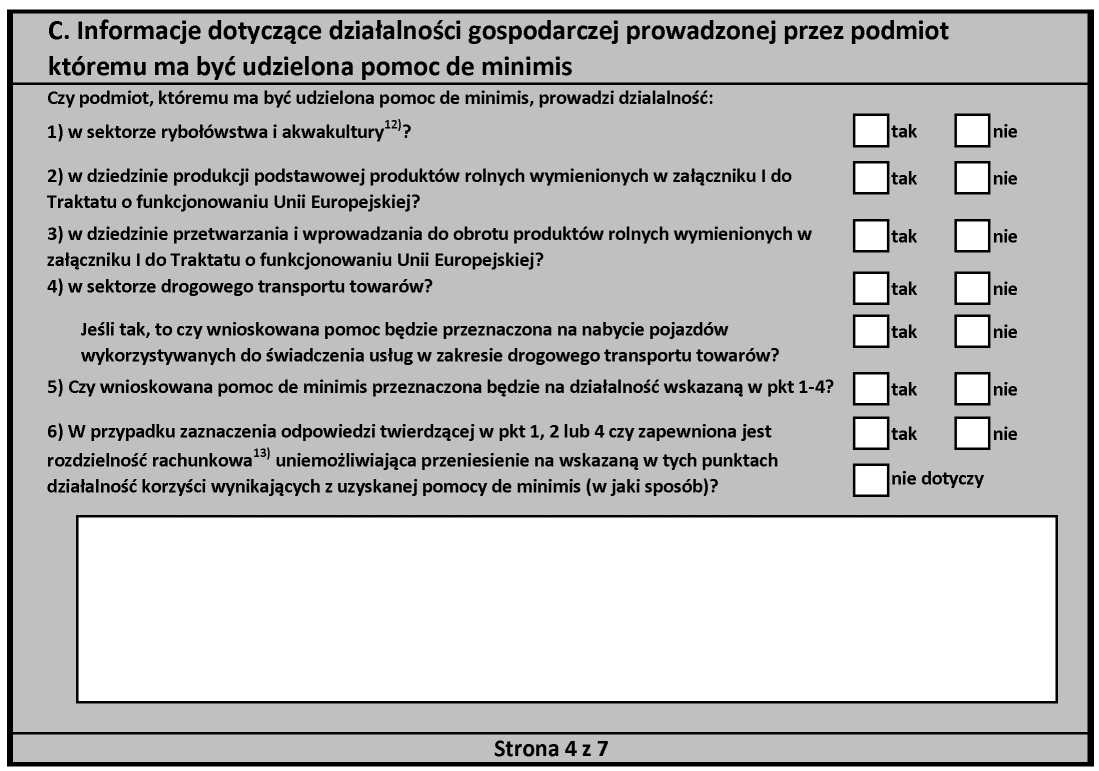 C. Informacje dotyczące działalności gospodarczej prowadzonej przez podmiot
któremu ma być udzielona pomoc de minimis
Czy podmiot, któremu ma być udzielona pomoc de minimis, prowadzi dzialalność:
1) w sektorze rybołówstwa i akwakultury12)? tak nie
2) w dziedzinie produkcji podstawowej produktów rolnych wymienionych w załączniku I do tak nie
Traktatu o funkcjonowaniu Unii Europejskiej?
3) w dziedzinie przetwarzania i wprowadzania do obrotu produktów rolnych wymienionych w tak nie
załączniku I do Traktatu o funkcjonowaniu Unii Europejskiej?
4) w sektorze drogowego transportu towarów? tak nie
Jeśli tak, to czy wnioskowana pomoc będzie przeznaczona na nabycie pojazdów tak nie
wykorzystywanych do świadczenia usług w zakresie drogowego transportu towarów?
5) Czy wnioskowana pomoc de minimis przeznaczona będzie na działalność wskazaną w pkt 1-4? tak nie
6) W przypadku zaznaczenia odpowiedzi twierdzącej w pkt 1, 2 lub 4 czy zapewniona jest tak nie
rozdzielność rachunkowa13) uniemożliwiająca przeniesienie na wskazaną w tych punktach
działalność korzyści wynikających z uzyskanej pomocy de minimis (w jaki sposób)? nie dotyczy
Strona 4 z 7